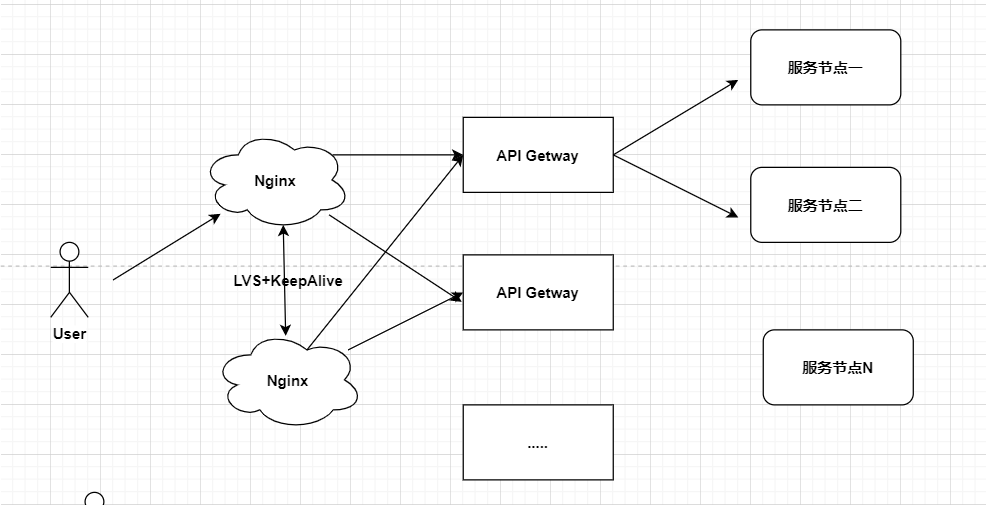 服务节点一
API Getway
Nginx
服务节点二
LVS+KeepAlive
API Getway
User
Nginx
服务节点N
.....